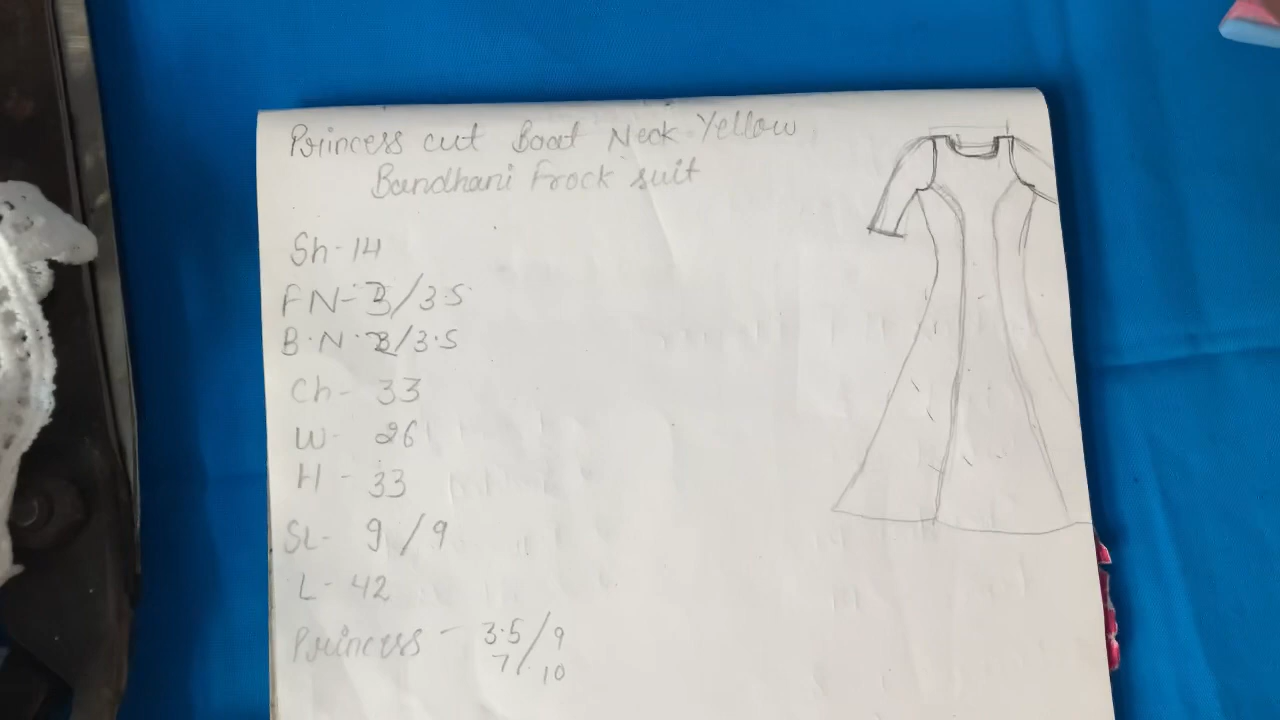 Princess cut Boat Neck Yellow
Bandhani Frock suit
Sh- 14
FN- 3/3.5
B.N. 3/3.5
Ch- 33
W- 26
H - 33
SL- 9/9
L- 42
Princess - 3.5/9
7/10